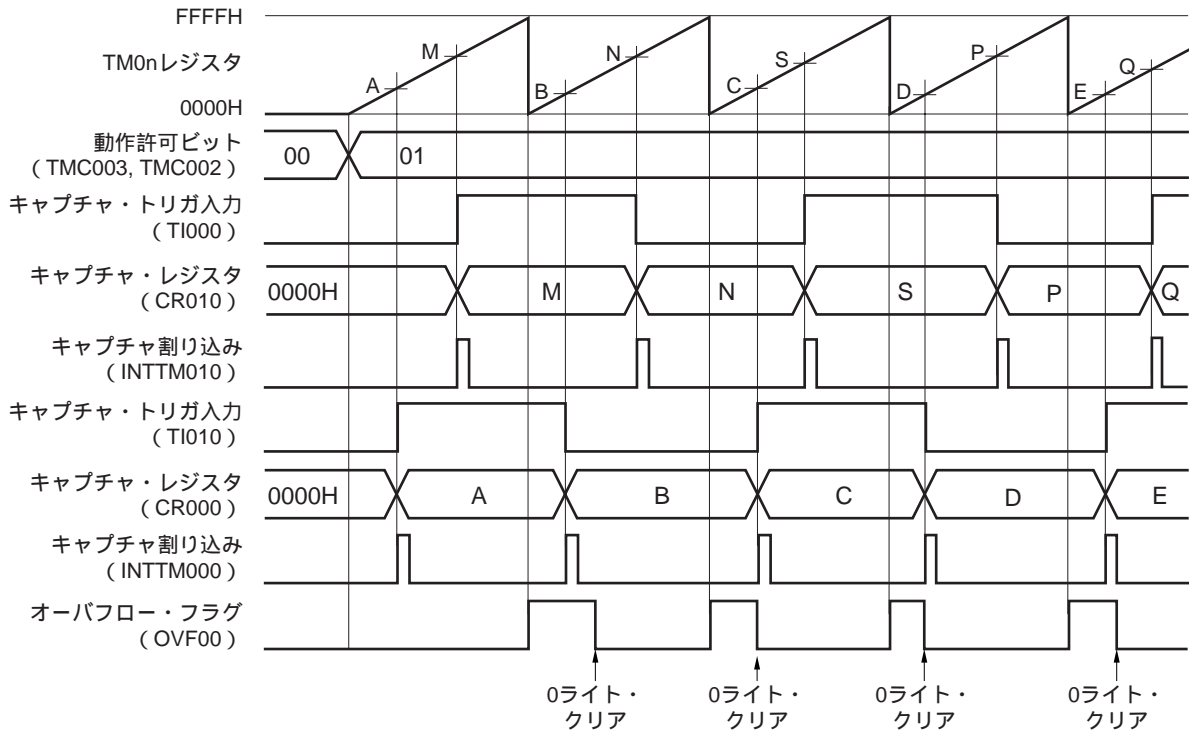 FFFFH
TM0nレジスタ
0000H
A
M
B
N
C
S
D
P
E
Q
動作許可ビット
（TMC003, TMC002）
00
01
キャプチャ・トリガ入力
（TI000）
キャプチャ・レジスタ
（CR010）
0000H
M
N
S
P
Q
キャプチャ割り込み
（INTTM010）
キャプチャ・トリガ入力
（TI010）
キャプチャ・レジスタ
（CR000）
0000H
A
B
C
D
E
キャプチャ割り込み
（INTTM000）
オーバフロー・フラグ
（OVF00）
0ライト・
クリア
0ライト・
クリア
0ライト・
クリア
0ライト・
クリア